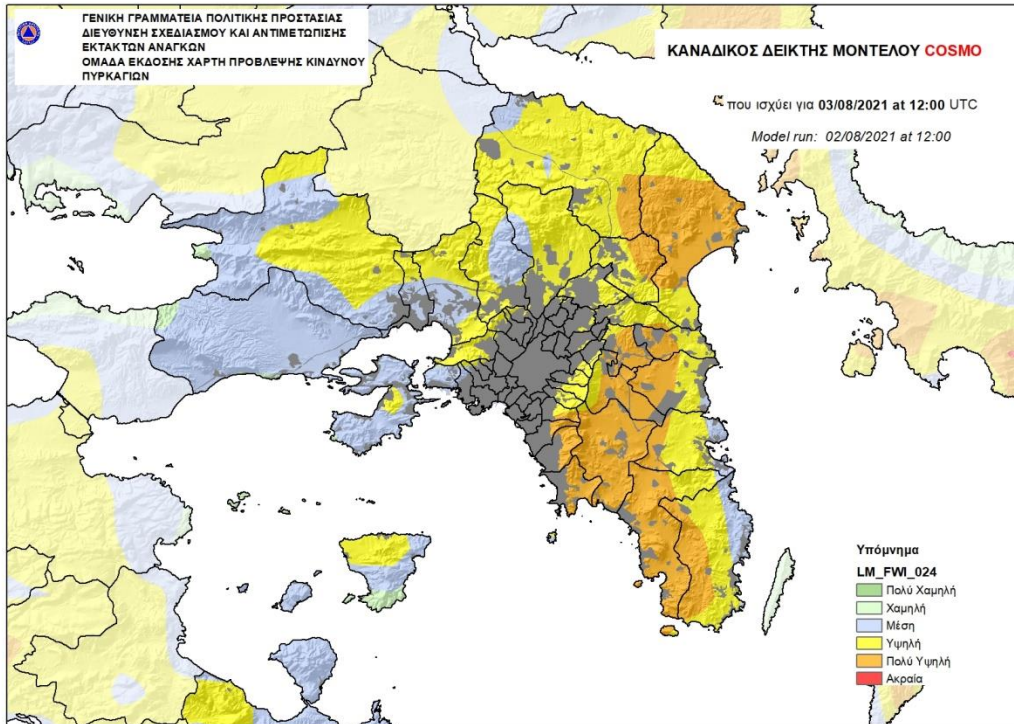 ΓΕΝΙΚΗ ΓΡΑΜΜΑΤΕΙΑ ΠΟΛΙΤΙΚΗΣ ΠΡΟΣΤΑΣΙΑΣ
ΔΙΕΥΘΥΝΣΗ ΣΧΕΔΙΑΣΜΟΥ ΚΑΙ ΑΝΤΙΜΕΤΩΠΙΣΗΣ
ΕΚΤΑΚΤΩΝ ΑΝΑΓΚΩΝ
ΟΜΑΔΑ ΕΚΔΟΣΗΣ ΧΑΡΤΗ ΠΡΟΒΛΕΨΗΣ ΚΙΝΔΥΝΟΥ
ΠΥΡΚΑΓΙΩΝ
ΚΑΝΑΔΙΚΟΣ ΔΕΙΚΤΗΣ ΜΟΝΤΕΛΟΥ COSMO
που ισχύει για 03/08/2021 at 12:00 UTC
Model run: 02/08/2021 at 12:00
Υπόμνημα
LM_FWI_024
Πολύ Χαμηλή
Χαμηλή
Μέση
Υψηλή
Πολύ Υψηλή
Ακραία